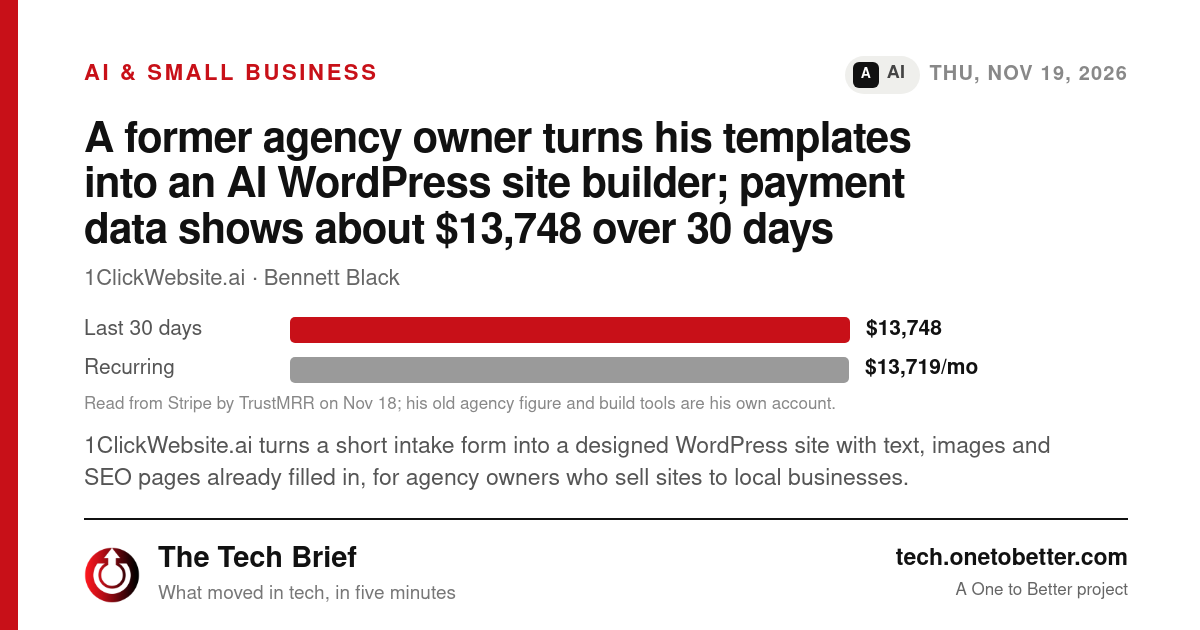 AI & SMALL BUSINESS
A AI THU, NOV 19, 2026
A former agency owner turns his templates
into an AI WordPress site builder; payment
data shows about $13,748 over 30 days
1ClickWebsite.ai · Bennett Black
Last 30 days $13,748
Recurring $13,719/mo
Read from Stripe by TrustMRR on Nov 18; his old agency figure and build tools are his own account.
1ClickWebsite.ai turns a short intake form into a designed WordPress site with text, images and
SEO pages already filled in, for agency owners who sell sites to local businesses.
The Tech Brief
What moved in tech, in five minutes
tech.onetobetter.com
A One to Better project